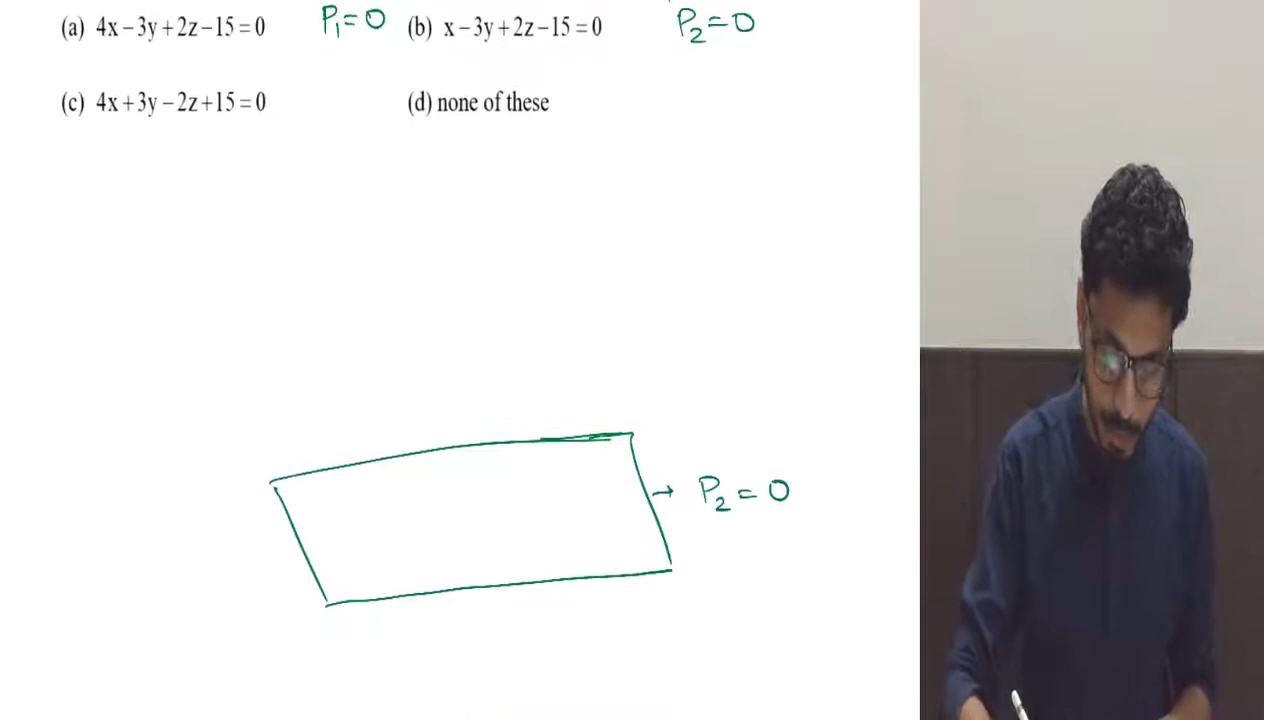 (a) 4x−3y+2z−15=0 P₁=0 (b) x−3y+2z−15=0 P₂=0
(c) 4x+3y−2z+15=0 (d) none of these
→ P₂=0